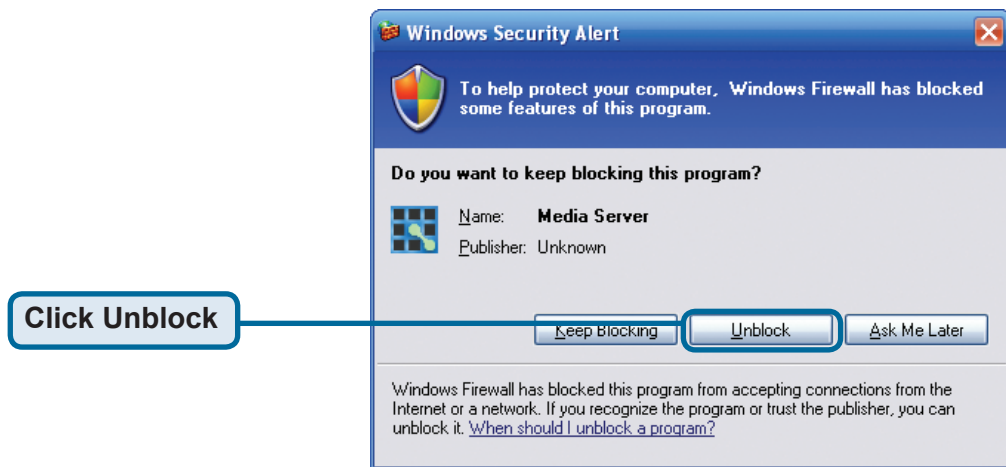 Windows Security Alert
To help protect your computer, Windows Firewall has blocked
some features of this program.
Do you want to keep blocking this program?
Name: Media Server
Publisher: Unknown
Click Unblock
Keep Blocking Unblock Ask Me Later
Windows Firewall has blocked this program from accepting connections from the
Internet or a network. If you recognize the program or trust the publisher, you can
unblock it. When should I unblock a program?